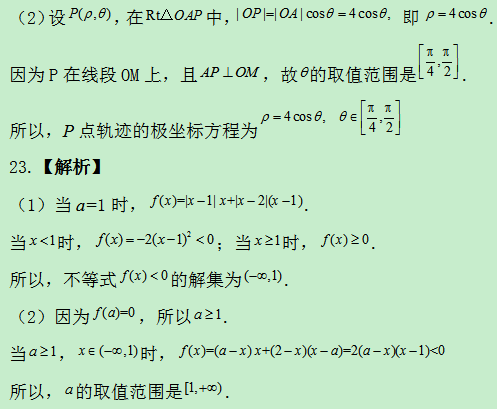 （2）设P(ρ,θ)，在Rt△OAP中，|OP|=|OA|cosθ=4cosθ, 即 ρ=4cosθ.
因为P在线段OM上，且AP⊥OM，故θ的取值范围是[π/4,π/2].
所以，P点轨迹的极坐标方程为ρ=4cosθ, θ∈[π/4,π/2]
23.【解析】
（1）当a=1时，f(x)=|x−1|x+|x−2|(x−1).
当x<1时，f(x)=−2(x−1)²<0；当x≥1时，f(x)≥0.
所以，不等式f(x)<0的解集为(−∞,1).
（2）因为f(a)=0，所以a≥1.
当a≥1，x∈(−∞,1)时，f(x)=(a−x)x+(2−x)(x−a)=2(a−x)(x−1)<0
所以，a的取值范围是[1,+∞).